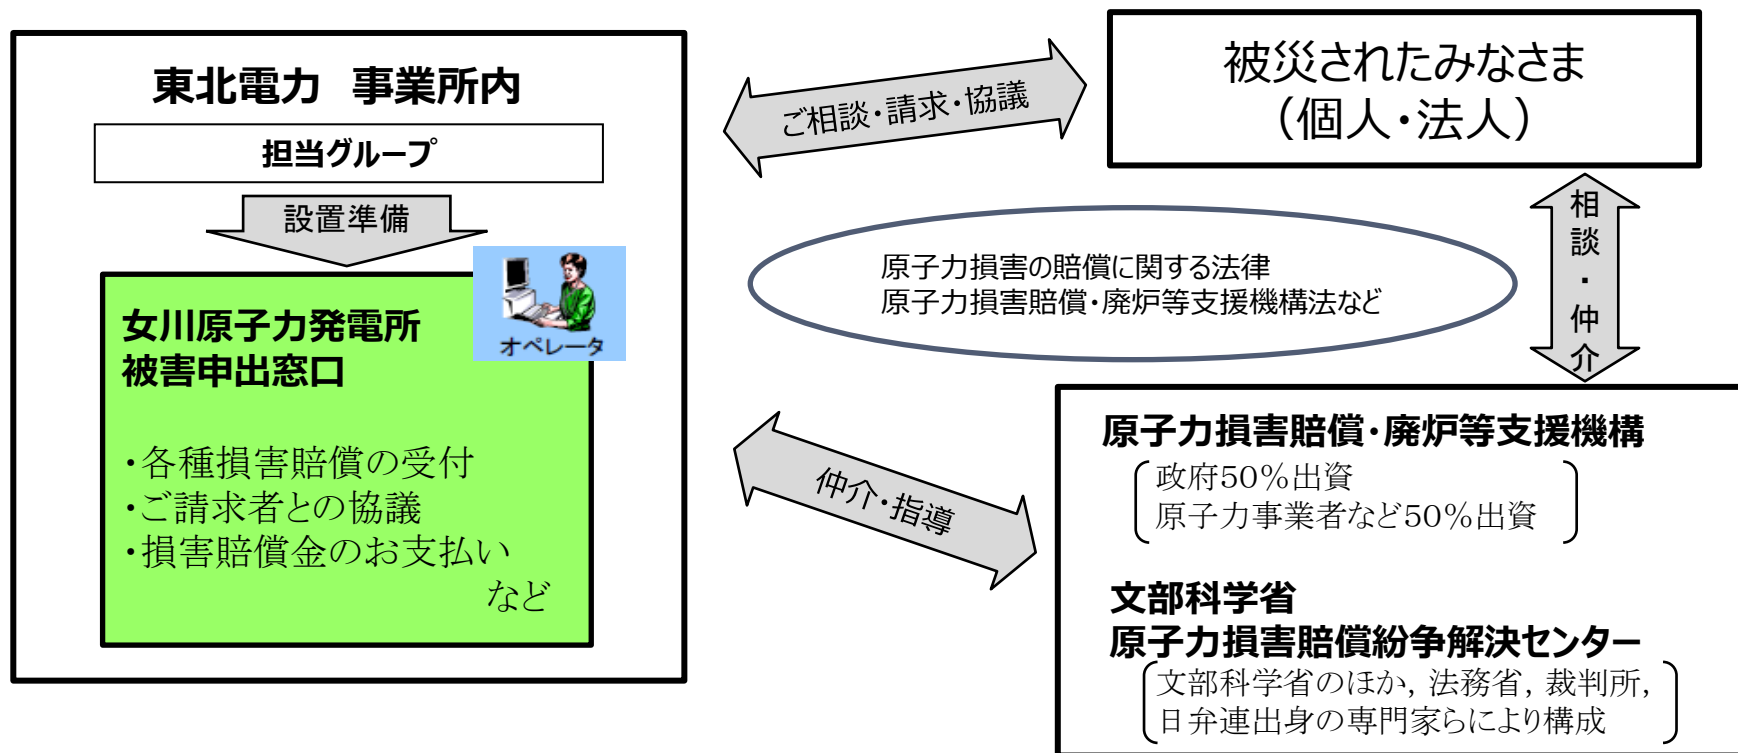 東北電力 事業所内
担当グループ
設置準備
オペレータ
女川原子力発電所
被害申出窓口
・各種損害賠償の受付
・ご請求者との協議
・損害賠償金のお支払い
など
ご相談・請求・協議
被災されたみなさま
（個人・法人）
原子力損害の賠償に関する法律
原子力損害賠償・廃炉等支援機構法など
相談・仲介
仲介・指導
原子力損害賠償・廃炉等支援機構
政府50％出資
原子力事業者など50％出資
文部科学省
原子力損害賠償紛争解決センター
文部科学省のほか，法務省，裁判所，
日弁連出身の専門家らにより構成